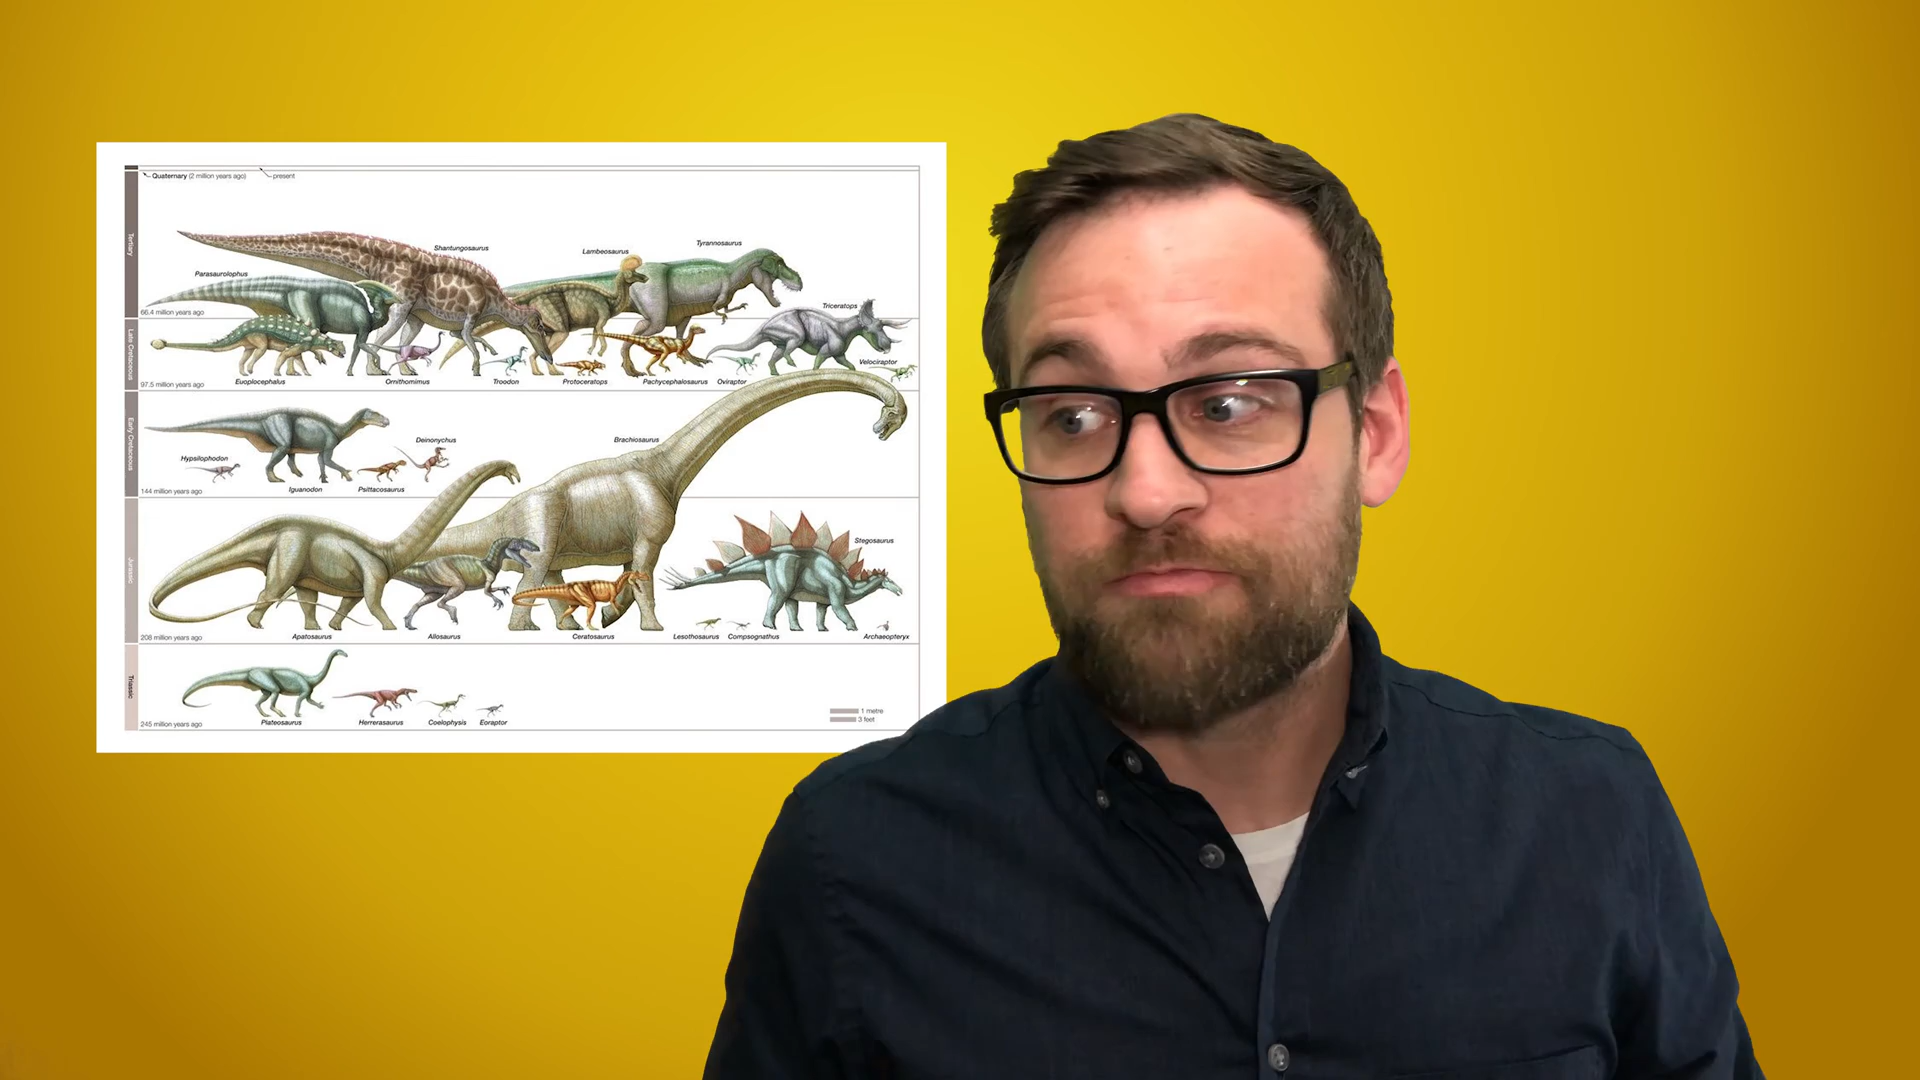 Quaternary (2 million years ago)
present
Tertiary
Shantungosaurus
Lambeosaurus
Tyrannosaurus
Parasaurolophus
Triceratops
66.4 million years ago
Late Cretaceous
Velociraptor
97.5 million years ago
Euoplocephalus
Ornithomimus
Troodon
Protoceratops
Pachycephalosaurus
Oviraptor
Early Cretaceous
Deinonychus
Brachiosaurus
Hypsilophodon
144 million years ago
Iguanodon
Psittacosaurus
Jurassic
Stegosaurus
208 million years ago
Apatosaurus
Allosaurus
Ceratosaurus
Lesothosaurus
Compsognathus
Archaeopteryx
Triassic
1 metre
3 feet
245 million years ago
Plateosaurus
Herrerasaurus
Coelophysis
Eoraptor